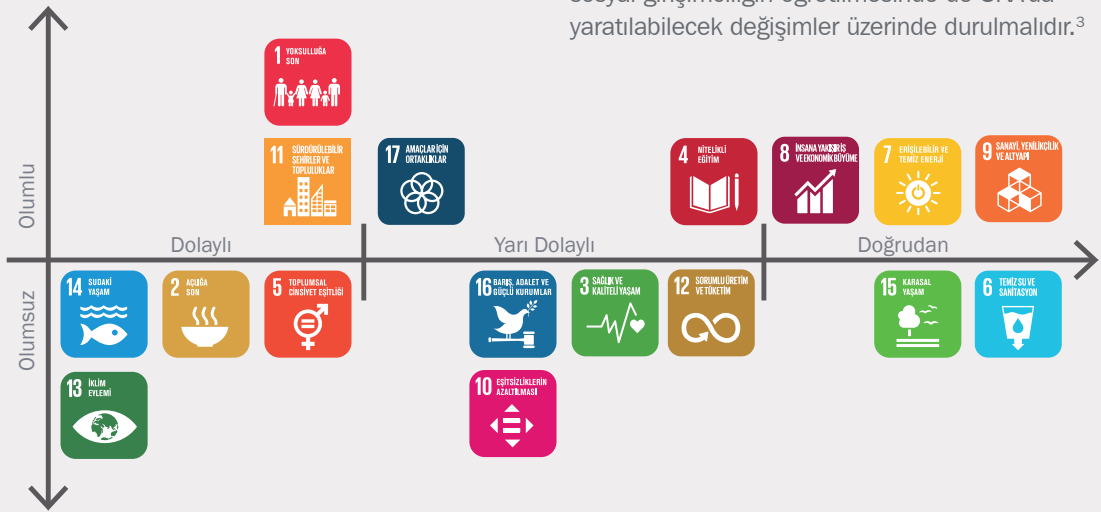 yaratılabilecek değişimler üzerinde durulmalıdır.³
1 YOKSULLUĞA
SON
11 SÜRDÜRÜLEBİLİR
ŞEHİRLER VE
TOPLULUKLAR
17 AMAÇLAR İÇİN
ORTAKLIKLAR
4 NİTELİKLİ
EĞİTİM
8 İNSANA YAKIŞIR İŞ
VE EKONOMİK BÜYÜME
7 ERİŞİLEBİLİR VE
TEMİZ ENERJİ
9 SANAYİ, YENİLİKÇİLİK
VE ALTYAPI
Olumlu
Dolaylı
Yarı Dolaylı
Doğrudan
Olumsuz
14 SUDAKİ
YAŞAM
2 AÇLIĞA
SON
5 TOPLUMSAL
CİNSİYET EŞİTLİĞİ
16 BARIŞ, ADALET VE
GÜÇLÜ KURUMLAR
3 SAĞLIK VE
KALİTELİ YAŞAM
12 SORUMLU ÜRETİM
VE TÜKETİM
15 KARASAL
YAŞAM
6 TEMİZ SU VE
SANİTASYON
13 İKLİM
EYLEMİ
10 EŞİTSİZLİKLERİN
AZALTILMASI